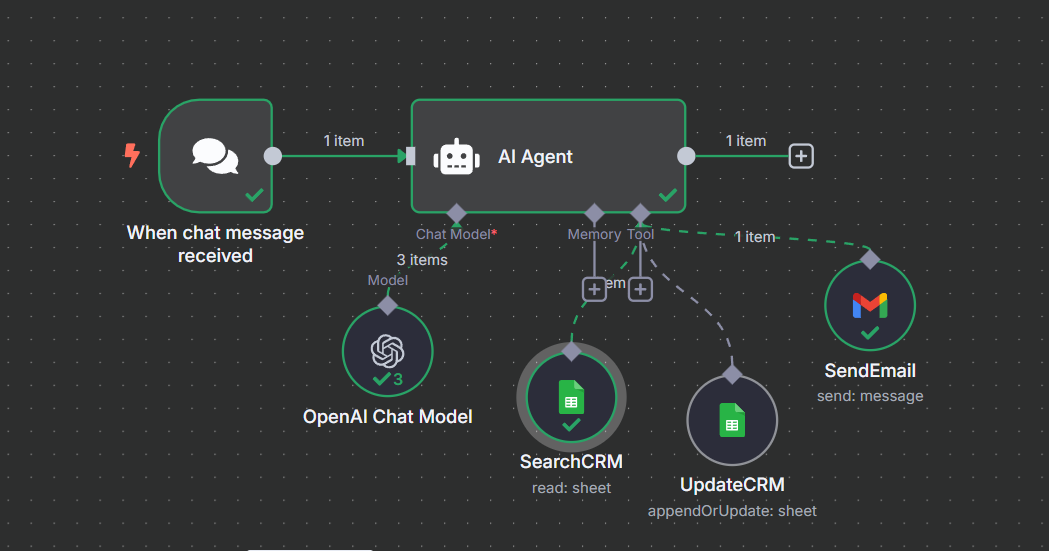 1 item
AI Agent
1 item
When chat message
received
Chat Model*
Memory
Tool
1 item
3 items
em
Model
3
OpenAI Chat Model
SendEmail
send: message
SearchCRM
read: sheet
UpdateCRM
appendOrUpdate: sheet